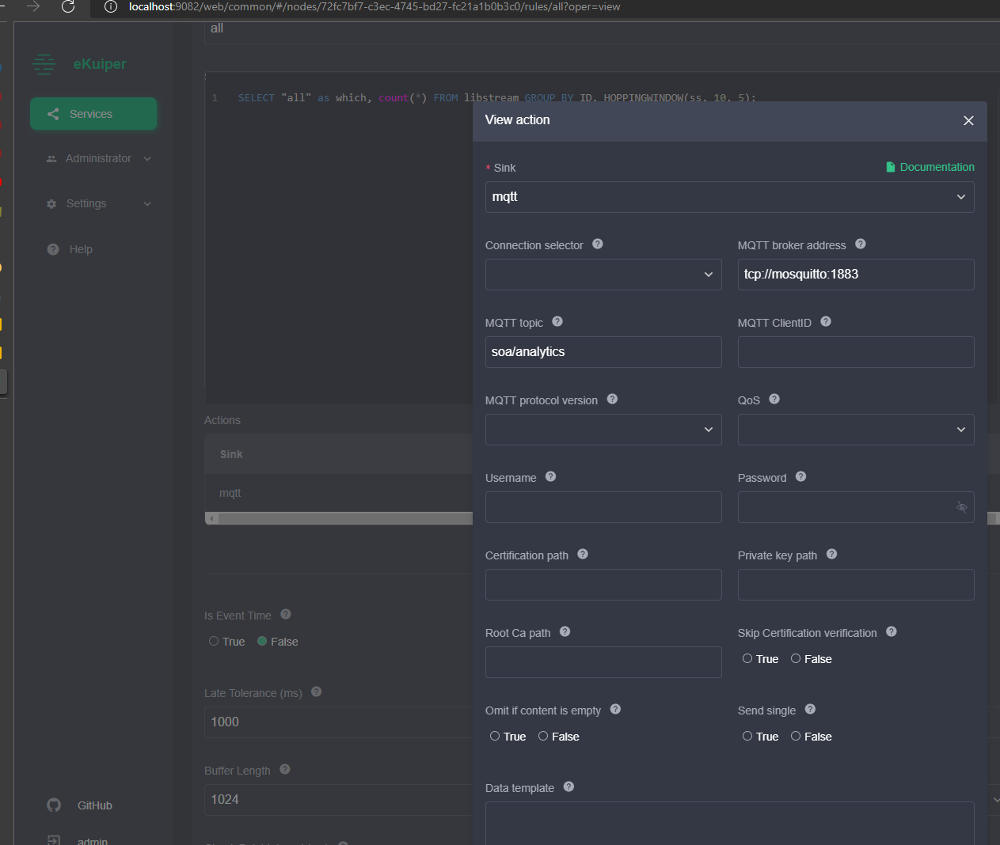 localhost:9082/web/common/#/nodes/72fc7bf7-c3ec-4745-bd27-fc21a1b0b3c0/rules/all?oper=view
all
eKuiper
Services
Administrator
Settings
Help
GitHub
admin
1 SELECT "all" as which, count(*) FROM libstream GROUP BY ID, HOPPINGWINDOW(ss, 10, 5);
Actions
Sink
mqtt
Is Event Time
True False
Late Tolerance (ms)
1000
Buffer Length
1024
View action
* Sink Documentation
mqtt
Connection selector MQTT broker address
tcp://mosquitto:1883
MQTT topic MQTT ClientID
soa/analytics
MQTT protocol version QoS
Username Password
Certification path Private key path
Root Ca path Skip Certification verification
True False
Omit if content is empty Send single
True False True False
Data template